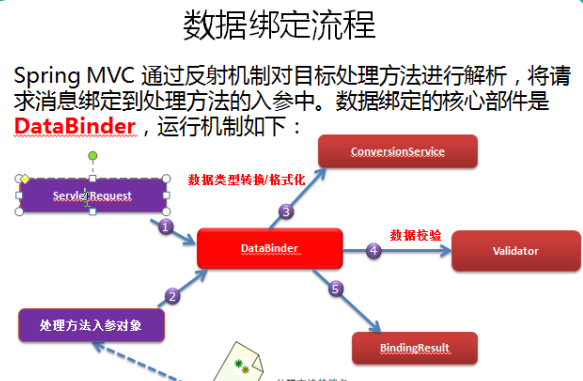 数据绑定流程
Spring MVC 通过反射机制对目标处理方法进行解析，将请
求消息绑定到处理方法的入参中。数据绑定的核心部件是
DataBinder，运行机制如下：
ConversionService
数据类型转换/格式化
ServletRequest
3
1
数据校验
DataBinder
4
Validator
2
5
处理方法入参对象
BindingResult